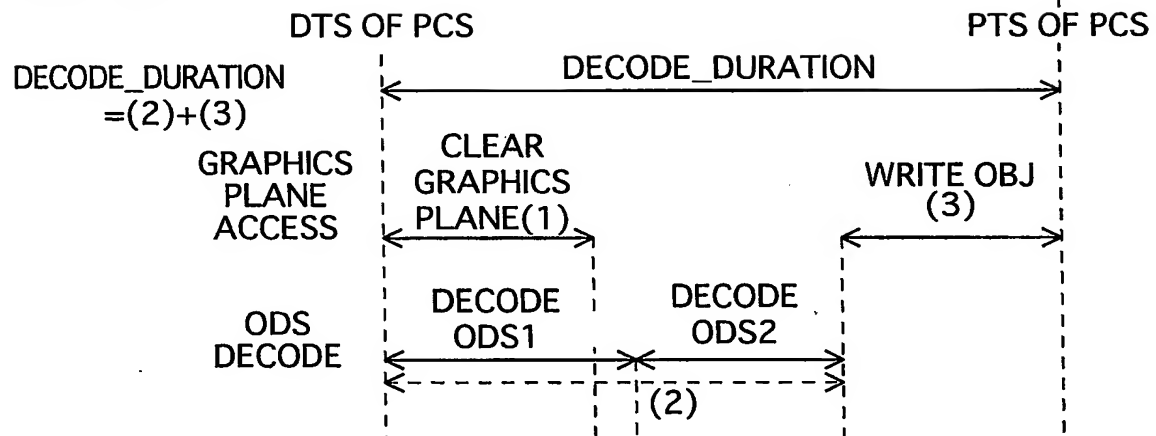 DTS OF PCS
PTS OF PCS
DECODE_DURATION
=(2)+(3)
DECODE_DURATION
GRAPHICS
PLANE
ACCESS
CLEAR
GRAPHICS
PLANE(1)
WRITE OBJ
(3)
ODS
DECODE
DECODE
ODS1
DECODE
ODS2
(2)